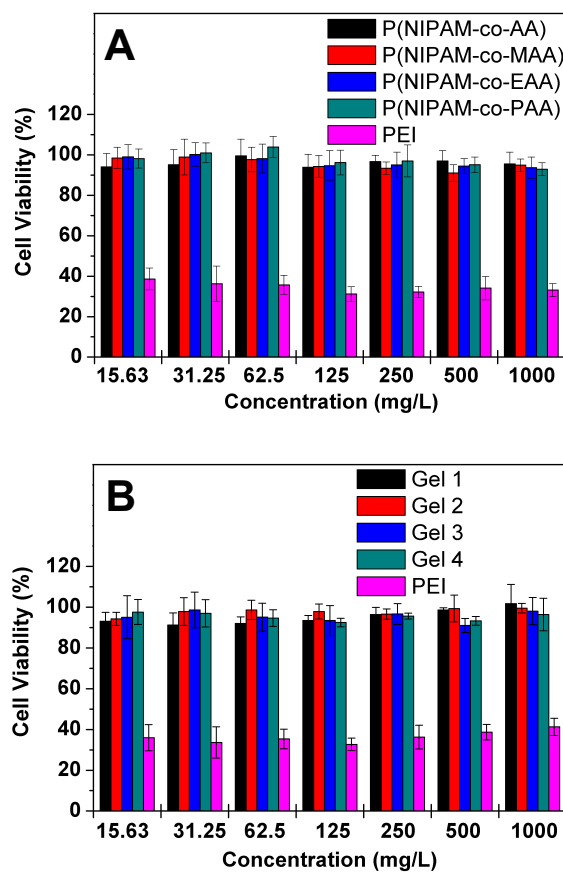 A
P(NIPAM-co-AA)
P(NIPAM-co-MAA)
P(NIPAM-co-EAA)
P(NIPAM-co-PAA)
PEI
Cell Viability (%)
120
100
80
60
40
20
0
15.63 31.25 62.5 125 250 500 1000
Concentration (mg/L)
B
Gel 1
Gel 2
Gel 3
Gel 4
PEI
Cell Viability (%)
120
100
80
60
40
20
0
15.63 31.25 62.5 125 250 500 1000
Concentration (mg/L)